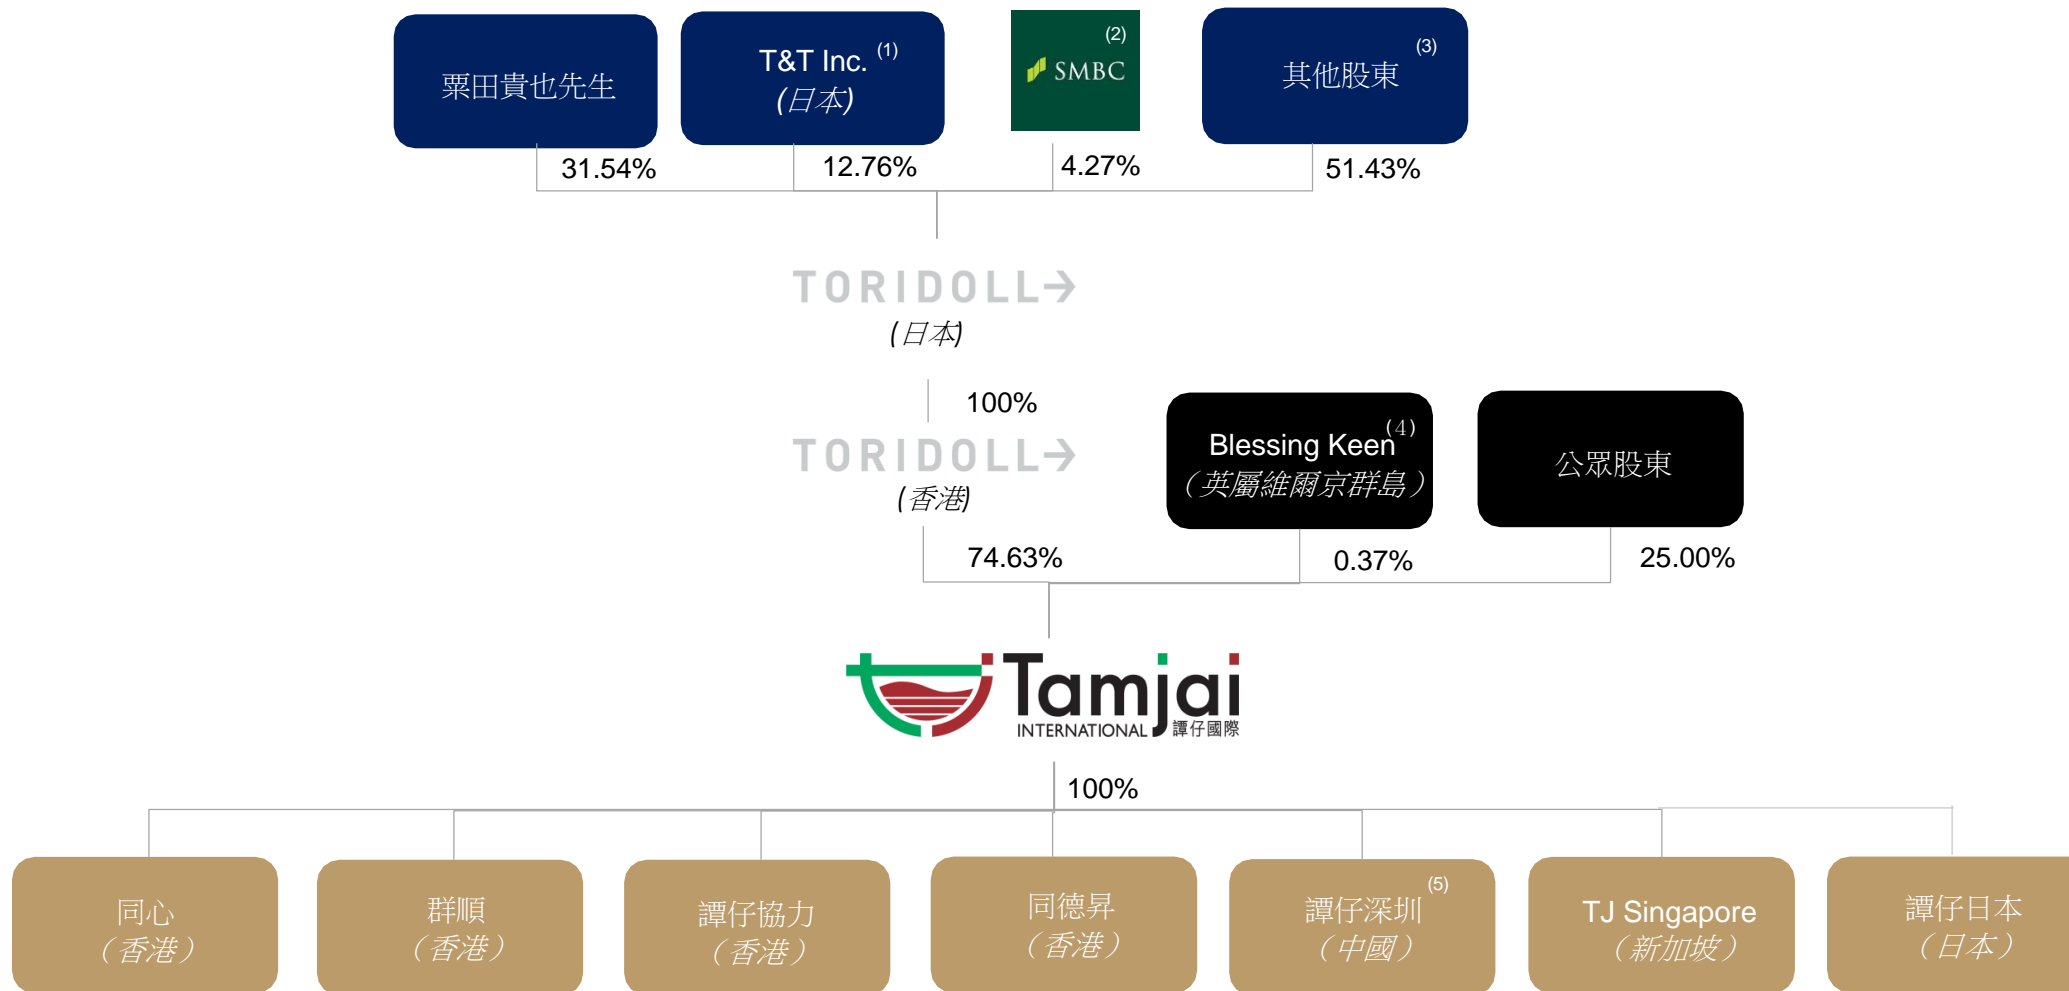 粟田貴也先生
T&T Inc. (1)
(日本)
(2)
SMBC
其他股東 (3)
31.54%
12.76%
4.27%
51.43%
TORIDOLL
(日本)
100%
TORIDOLL
(香港)
Blessing Keen (4)
（英屬維爾京群島）
公眾股東
74.63%
0.37%
25.00%
Tamjai
INTERNATIONAL 譚仔國際
100%
同心
（香港）
群順
（香港）
譚仔協力
（香港）
同德昇
（香港）
譚仔深圳 (5)
（中國）
TJ Singapore
（新加坡）
譚仔日本
（日本）